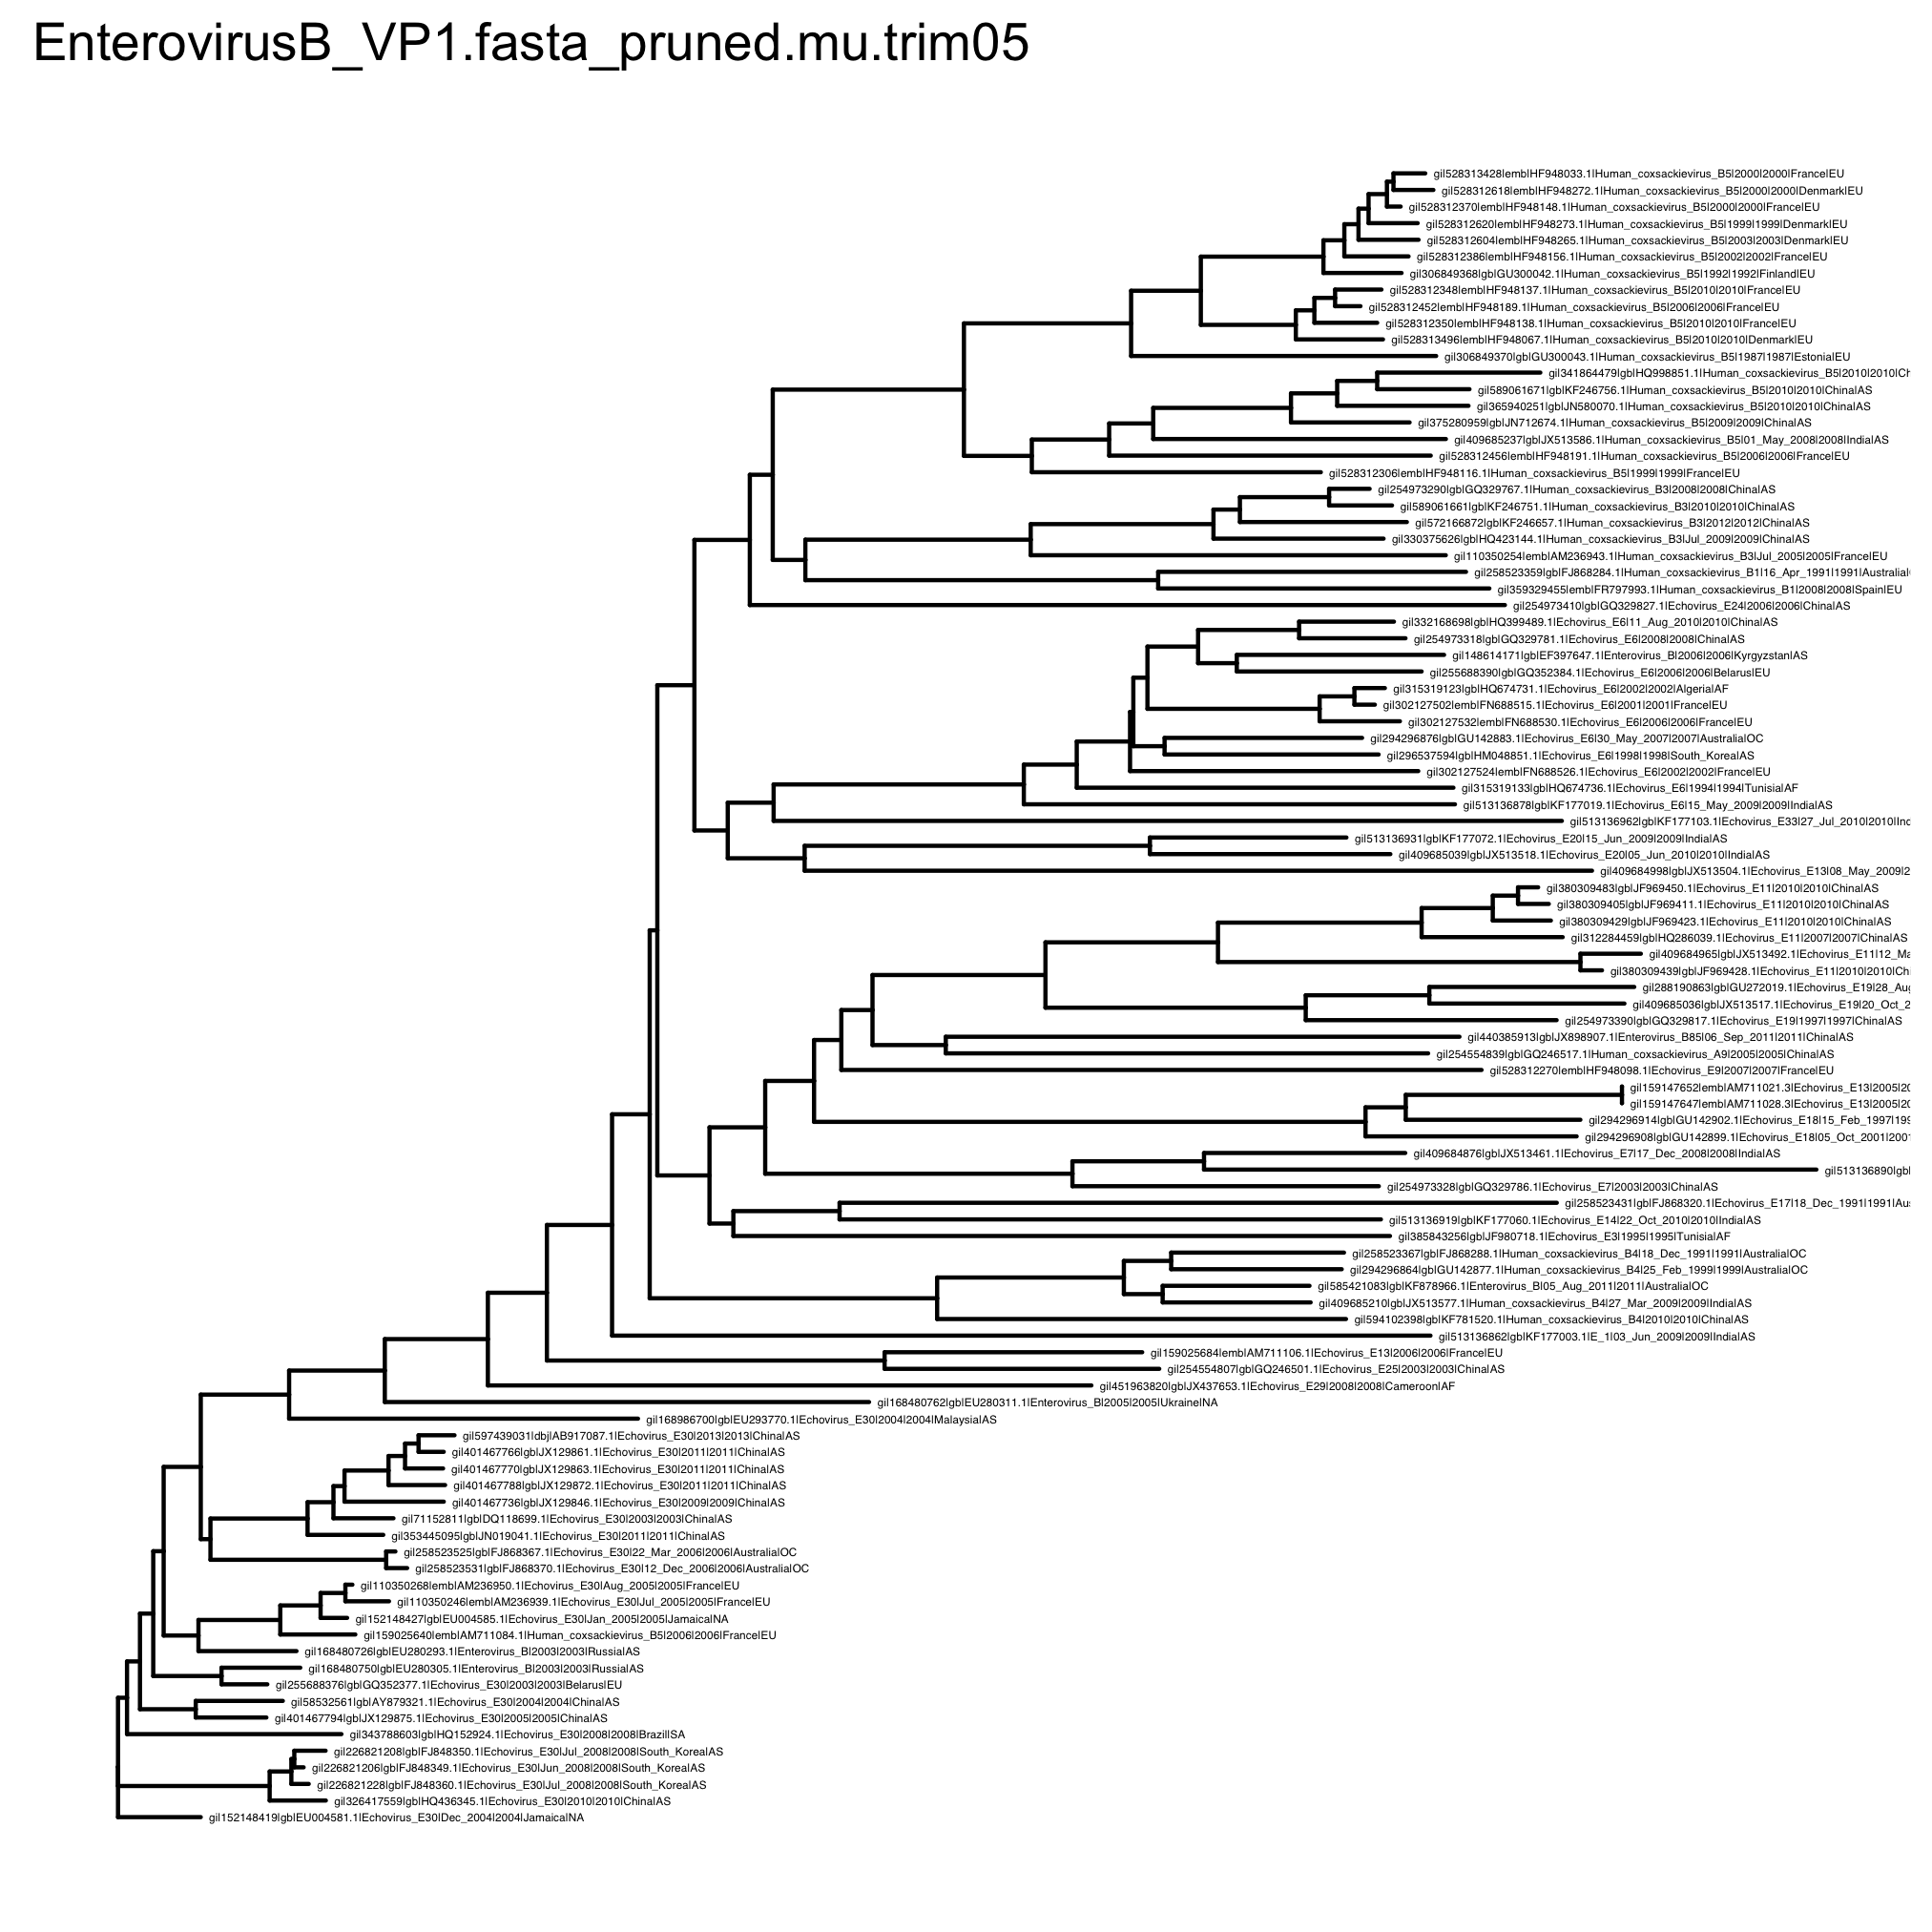 EnterovirusB_VP1.fasta_pruned.mu.trim05
gi|528313428|emb|HF948033.1|Human_coxsackievirus_B5|2000|2000|France|EU
gi|528312618|emb|HF948272.1|Human_coxsackievirus_B5|2000|2000|Denmark|EU
gi|528312370|emb|HF948148.1|Human_coxsackievirus_B5|2000|2000|France|EU
gi|528312620|emb|HF948273.1|Human_coxsackievirus_B5|1999|1999|Denmark|EU
gi|528312604|emb|HF948265.1|Human_coxsackievirus_B5|2003|2003|Denmark|EU
gi|528312386|emb|HF948156.1|Human_coxsackievirus_B5|2002|2002|France|EU
gi|306849368|gb|GU300042.1|Human_coxsackievirus_B5|1992|1992|Finland|EU
gi|528312348|emb|HF948137.1|Human_coxsackievirus_B5|2010|2010|France|EU
gi|528312452|emb|HF948189.1|Human_coxsackievirus_B5|2006|2006|France|EU
gi|528312350|emb|HF948138.1|Human_coxsackievirus_B5|2010|2010|France|EU
gi|528313496|emb|HF948067.1|Human_coxsackievirus_B5|2010|2010|Denmark|EU
gi|306849370|gb|GU300043.1|Human_coxsackievirus_B5|1987|1987|Estonia|EU
gi|341864479|gb|HQ998851.1|Human_coxsackievirus_B5|2010|2010|Ch
gi|589061671|gb|KF246756.1|Human_coxsackievirus_B5|2010|2010|China|AS
gi|365940251|gb|JN580070.1|Human_coxsackievirus_B5|2010|2010|China|AS
gi|375280959|gb|JN712674.1|Human_coxsackievirus_B5|2009|2009|China|AS
gi|409685237|gb|JX513586.1|Human_coxsackievirus_B5|01_May_2008|2008|India|AS
gi|528312456|emb|HF948191.1|Human_coxsackievirus_B5|2006|2006|France|EU
gi|528312306|emb|HF948116.1|Human_coxsackievirus_B5|1999|1999|France|EU
gi|254973290|gb|GQ329767.1|Human_coxsackievirus_B3|2008|2008|China|AS
gi|589061661|gb|KF246751.1|Human_coxsackievirus_B3|2010|2010|China|AS
gi|572166872|gb|KF246657.1|Human_coxsackievirus_B3|2012|2012|China|AS
gi|330375626|gb|HQ423144.1|Human_coxsackievirus_B3|Jul_2009|2009|China|AS
gi|110350254|emb|AM236943.1|Human_coxsackievirus_B3|Jul_2005|2005|France|EU
gi|258523359|gb|FJ868284.1|Human_coxsackievirus_B1|16_Apr_1991|1991|Australia|
gi|359329455|emb|FR797993.1|Human_coxsackievirus_B1|2008|2008|Spain|EU
gi|254973410|gb|GQ329827.1|Echovirus_E24|2006|2006|China|AS
gi|332168698|gb|HQ399489.1|Echovirus_E6|11_Aug_2010|2010|China|AS
gi|254973318|gb|GQ329781.1|Echovirus_E6|2008|2008|China|AS
gi|148614171|gb|EF397647.1|Enterovirus_B|2006|2006|Kyrgyzstan|AS
gi|255688390|gb|GQ352384.1|Echovirus_E6|2006|2006|Belarus|EU
gi|315319123|gb|HQ674731.1|Echovirus_E6|2002|2002|Algeria|AF
gi|302127502|emb|FN688515.1|Echovirus_E6|2001|2001|France|EU
gi|302127532|emb|FN688530.1|Echovirus_E6|2006|2006|France|EU
gi|294296876|gb|GU142883.1|Echovirus_E6|30_May_2007|2007|Australia|OC
gi|296537594|gb|HM048851.1|Echovirus_E6|1998|1998|South_Korea|AS
gi|302127524|emb|FN688526.1|Echovirus_E6|2002|2002|France|EU
gi|315319133|gb|HQ674736.1|Echovirus_E6|1994|1994|Tunisia|AF
gi|513136878|gb|KF177019.1|Echovirus_E6|15_May_2009|2009|India|AS
gi|513136962|gb|KF177103.1|Echovirus_E33|27_Jul_2010|2010|Ind
gi|513136931|gb|KF177072.1|Echovirus_E20|15_Jun_2009|2009|India|AS
gi|409685039|gb|JX513518.1|Echovirus_E20|05_Jun_2010|2010|India|AS
gi|409684998|gb|JX513504.1|Echovirus_E13|08_May_2009|2
gi|380309483|gb|JF969450.1|Echovirus_E11|2010|2010|China|AS
gi|380309405|gb|JF969411.1|Echovirus_E11|2010|2010|China|AS
gi|380309429|gb|JF969423.1|Echovirus_E11|2010|2010|China|AS
gi|312284459|gb|HQ286039.1|Echovirus_E11|2007|2007|China|AS
gi|409684965|gb|JX513492.1|Echovirus_E11|12_Ma
gi|380309439|gb|JF969428.1|Echovirus_E11|2010|2010|Ch
gi|288190863|gb|GU272019.1|Echovirus_E19|28_Aug
gi|409685036|gb|JX513517.1|Echovirus_E19|20_Oct_2
gi|254973390|gb|GQ329817.1|Echovirus_E19|1997|1997|China|AS
gi|440385913|gb|JX898907.1|Enterovirus_B85|06_Sep_2011|2011|China|AS
gi|254554839|gb|GQ246517.1|Human_coxsackievirus_A9|2005|2005|China|AS
gi|528312270|emb|HF948098.1|Echovirus_E9|2007|2007|France|EU
gi|159147652|emb|AM711021.3|Echovirus_E13|2005|20
gi|159147647|emb|AM711028.3|Echovirus_E13|2005|20
gi|294296914|gb|GU142902.1|Echovirus_E18|15_Feb_1997|199
gi|294296908|gb|GU142899.1|Echovirus_E18|05_Oct_2001|2001
gi|409684876|gb|JX513461.1|Echovirus_E7|17_Dec_2008|2008|India|AS
gi|513136890|gb|
gi|254973328|gb|GQ329786.1|Echovirus_E7|2003|2003|China|AS
gi|258523431|gb|FJ868320.1|Echovirus_E17|18_Dec_1991|1991|Aus
gi|513136919|gb|KF177060.1|Echovirus_E14|22_Oct_2010|2010|India|AS
gi|385843256|gb|JF980718.1|Echovirus_E3|1995|1995|Tunisia|AF
gi|258523367|gb|FJ868288.1|Human_coxsackievirus_B4|18_Dec_1991|1991|Australia|OC
gi|294296864|gb|GU142877.1|Human_coxsackievirus_B4|25_Feb_1999|1999|Australia|OC
gi|585421083|gb|KF878966.1|Enterovirus_B|05_Aug_2011|2011|Australia|OC
gi|409685210|gb|JX513577.1|Human_coxsackievirus_B4|27_Mar_2009|2009|India|AS
gi|594102398|gb|KF781520.1|Human_coxsackievirus_B4|2010|2010|China|AS
gi|513136862|gb|KF177003.1|E_1|03_Jun_2009|2009|India|AS
gi|159025684|emb|AM711106.1|Echovirus_E13|2006|2006|France|EU
gi|254554807|gb|GQ246501.1|Echovirus_E25|2003|2003|China|AS
gi|451963820|gb|JX437653.1|Echovirus_E29|2008|2008|Cameroon|AF
gi|168480762|gb|EU280311.1|Enterovirus_B|2005|2005|Ukraine|NA
gi|168986700|gb|EU293770.1|Echovirus_E30|2004|2004|Malaysia|AS
gi|597439031|dbj|AB917087.1|Echovirus_E30|2013|2013|China|AS
gi|401467766|gb|JX129861.1|Echovirus_E30|2011|2011|China|AS
gi|401467770|gb|JX129863.1|Echovirus_E30|2011|2011|China|AS
gi|401467788|gb|JX129872.1|Echovirus_E30|2011|2011|China|AS
gi|401467736|gb|JX129846.1|Echovirus_E30|2009|2009|China|AS
gi|71152811|gb|DQ118699.1|Echovirus_E30|2003|2003|China|AS
gi|353445095|gb|JN019041.1|Echovirus_E30|2011|2011|China|AS
gi|258523525|gb|FJ868367.1|Echovirus_E30|22_Mar_2006|2006|Australia|OC
gi|258523531|gb|FJ868370.1|Echovirus_E30|12_Dec_2006|2006|Australia|OC
gi|110350268|emb|AM236950.1|Echovirus_E30|Aug_2005|2005|France|EU
gi|110350246|emb|AM236939.1|Echovirus_E30|Jul_2005|2005|France|EU
gi|152148427|gb|EU004585.1|Echovirus_E30|Jan_2005|2005|Jamaica|NA
gi|159025640|emb|AM711084.1|Human_coxsackievirus_B5|2006|2006|France|EU
gi|168480726|gb|EU280293.1|Enterovirus_B|2003|2003|Russia|AS
gi|168480750|gb|EU280305.1|Enterovirus_B|2003|2003|Russia|AS
gi|255688376|gb|GQ352377.1|Echovirus_E30|2003|2003|Belarus|EU
gi|58532561|gb|AY879321.1|Echovirus_E30|2004|2004|China|AS
gi|401467794|gb|JX129875.1|Echovirus_E30|2005|2005|China|AS
gi|343788603|gb|HQ152924.1|Echovirus_E30|2008|2008|Brazil|SA
gi|226821208|gb|FJ848350.1|Echovirus_E30|Jul_2008|2008|South_Korea|AS
gi|226821206|gb|FJ848349.1|Echovirus_E30|Jun_2008|2008|South_Korea|AS
gi|226821228|gb|FJ848360.1|Echovirus_E30|Jul_2008|2008|South_Korea|AS
gi|326417559|gb|HQ436345.1|Echovirus_E30|2010|2010|China|AS
gi|152148419|gb|EU004581.1|Echovirus_E30|Dec_2004|2004|Jamaica|NA